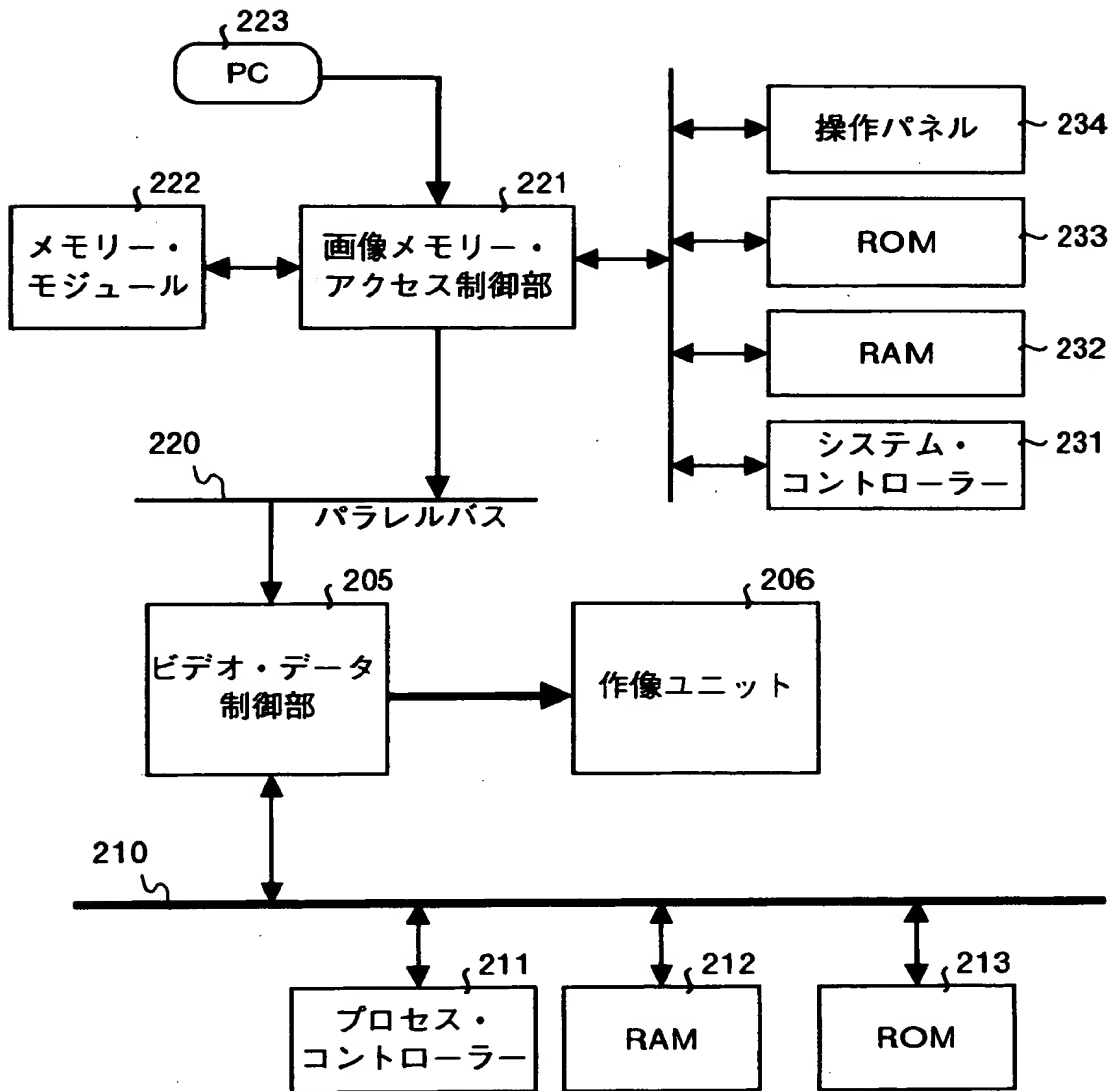 223
PC
222
メモリー・
モジュール
221
画像メモリー・
アクセス制御部
操作パネル
234
ROM
233
RAM
232
システム・
コントローラー
231
220
パラレルバス
205
ビデオ・データ
制御部
206
作像ユニット
210
211
プロセス・
コントローラー
212
RAM
213
ROM